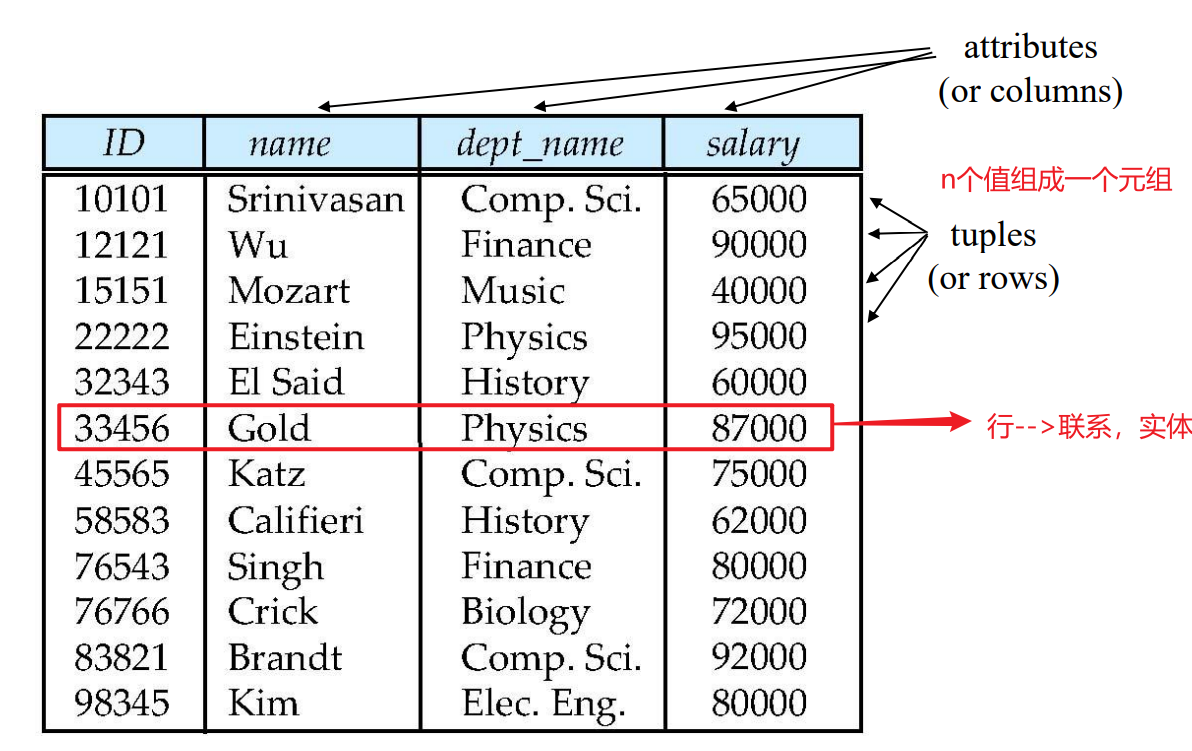 attributes
(or columns)
ID name dept_name salary
n个值组成一个元组
10101 Srinivasan Comp. Sci. 65000
12121 Wu Finance 90000
tuples
(or rows)
15151 Mozart Music 40000
22222 Einstein Physics 95000
32343 El Said History 60000
33456 Gold Physics 87000
行-->联系，实体
45565 Katz Comp. Sci. 75000
58583 Califieri History 62000
76543 Singh Finance 80000
76766 Crick Biology 72000
83821 Brandt Comp. Sci. 92000
98345 Kim Elec. Eng. 80000